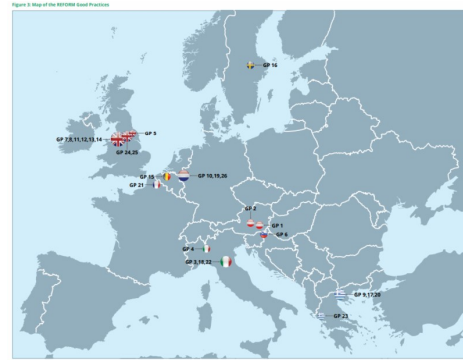 Figure 3: Map of the REFORM Good Practices
GP 16
GP 5
GP 7,8,11,12,13,14
GP 24,25
GP 15
GP 10,19,26
GP 21
GP 2
GP 1
GP 6
GP 4
GP 3,18,22
GP 9,17,20
GP 23